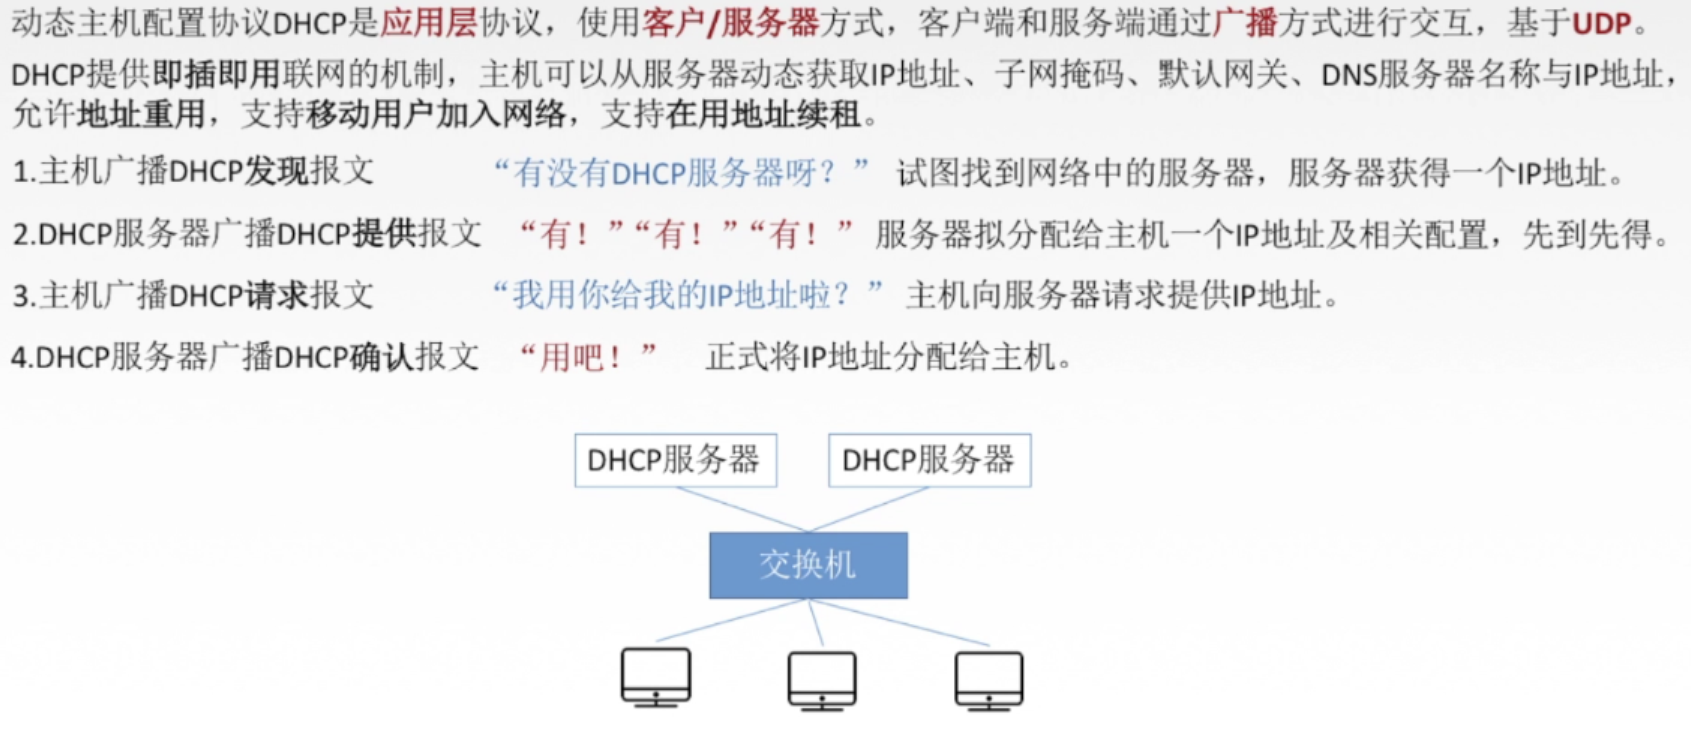 动态主机配置协议DHCP是应用层协议，使用客户/服务器方式，客户端和服务端通过广播方式进行交互，基于UDP。
DHCP提供即插即用联网的机制，主机可以从服务器动态获取IP地址、子网掩码、默认网关、DNS服务器名称与IP地址，
允许地址重用，支持移动用户加入网络，支持在用地址续租。
1.主机广播DHCP发现报文 “有没有DHCP服务器呀？” 试图找到网络中的服务器，服务器获得一个IP地址。
2.DHCP服务器广播DHCP提供报文 “有！”“有！”“有！” 服务器拟分配给主机一个IP地址及相关配置，先到先得。
3.主机广播DHCP请求报文 “我用你给我的IP地址啦？” 主机向服务器请求提供IP地址。
4.DHCP服务器广播DHCP确认报文 “用吧！” 正式将IP地址分配给主机。
DHCP服务器 DHCP服务器
交换机